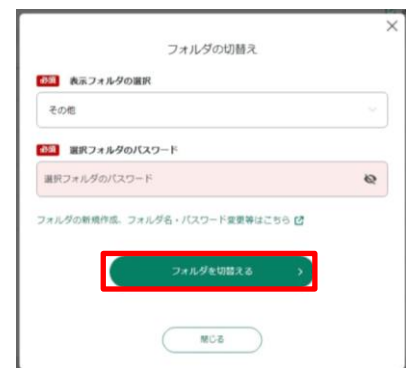 フォルダの切替え
必須 表示フォルダの選択
その他
必須 選択フォルダのパスワード
選択フォルダのパスワード
フォルダの新規作成、フォルダ名・パスワード変更等はこちら
フォルダを切替える
閉じる